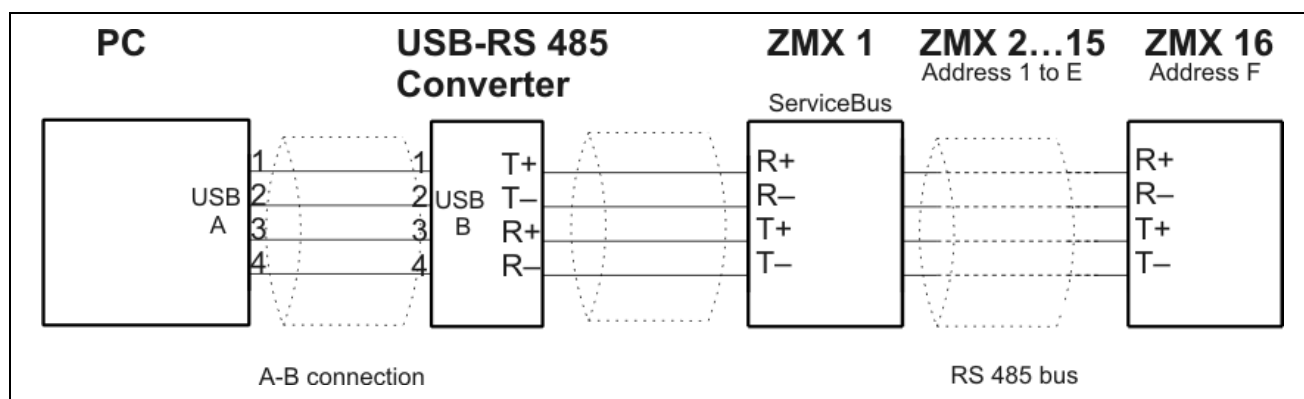 PC
USB-RS 485
Converter
ZMX 1
ZMX 2…15
Address 1 to E
ZMX 16
Address F
ServiceBus
USB
A
1
2
3
4
1
2
3
4
USB
B
T+
T–
R+
R–
R+
R–
T+
T–
R+
R–
T+
T–
A-B connection
RS 485 bus